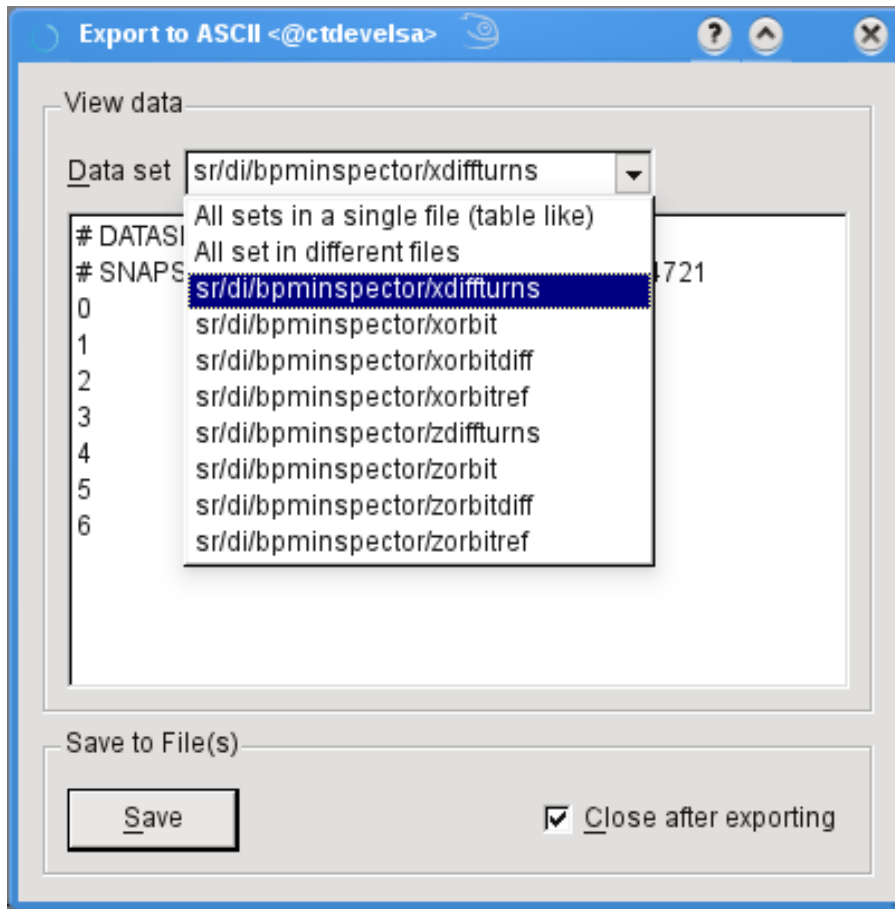 Export to ASCII <@ctdevelsa>
View data
Data set sr/di/bpminspector/xdiffturns
All sets in a single file (table like)
All set in different files
sr/di/bpminspector/xdiffturns
sr/di/bpminspector/xorbit
sr/di/bpminspector/xorbitdiff
sr/di/bpminspector/xorbitref
sr/di/bpminspector/zdiffturns
sr/di/bpminspector/zorbit
sr/di/bpminspector/zorbitdiff
sr/di/bpminspector/zorbitref
# DATAS
# SNAPS 4721
0
1
2
3
4
5
6
Save to File(s)
Save
Close after exporting